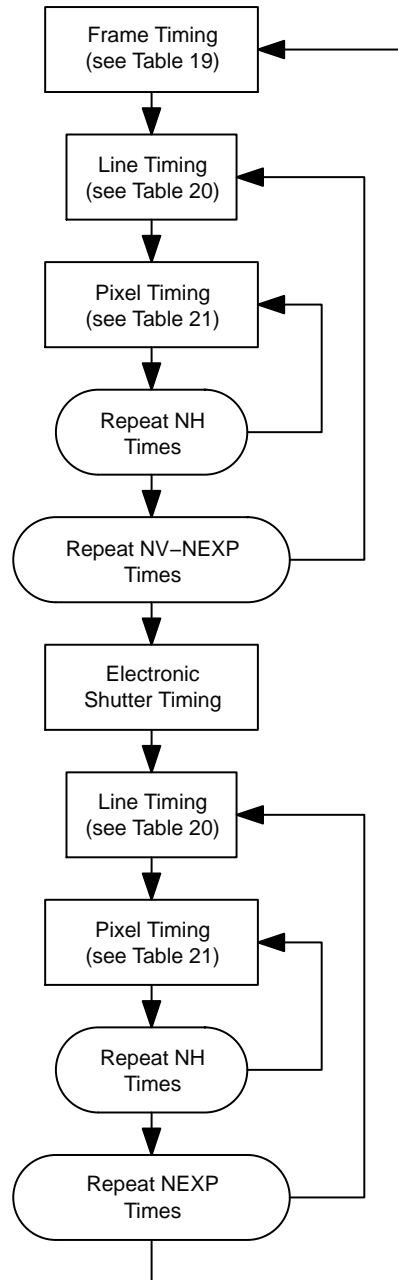 Frame Timing
(see Table 19)
Line Timing
(see Table 20)
Pixel Timing
(see Table 21)
Repeat NH
Times
Repeat NV−NEXP
Times
Electronic
Shutter Timing
Line Timing
(see Table 20)
Pixel Timing
(see Table 21)
Repeat NH
Times
Repeat NEXP
Times